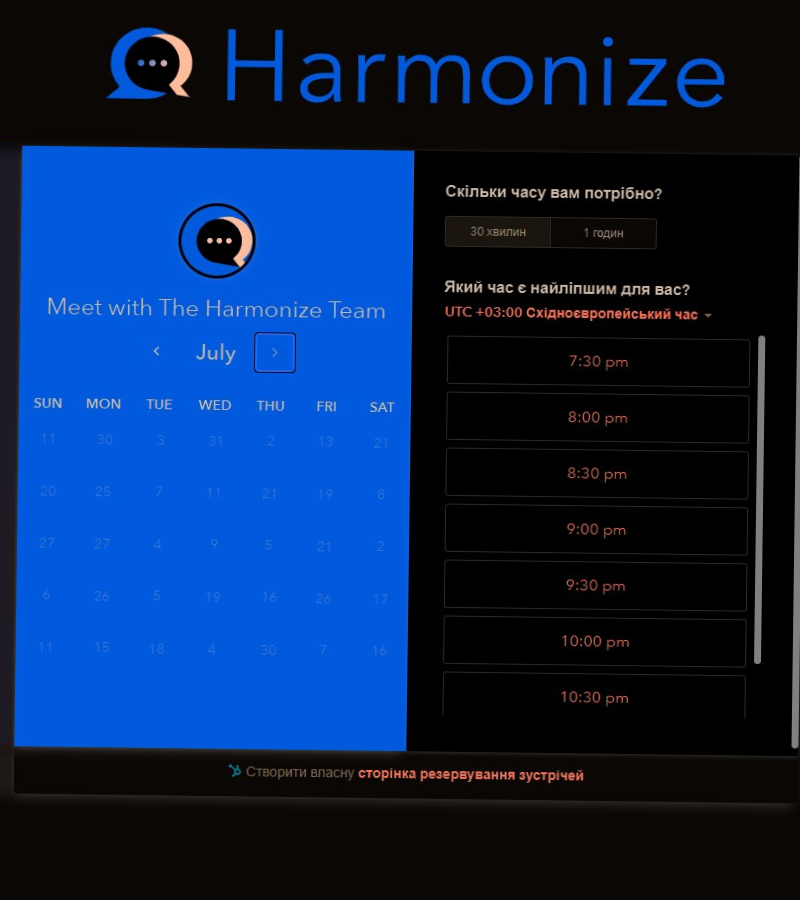 Harmonize
Meet with The Harmonize Team
July
SUN MON TUE WED THU FRI SAT
11 30 3 31 2 13 21
20 25 7 11 21 19 8
27 27 4 9 5 21 2
6 26 5 19 16 26 17
11 15 18 4 30 7 16
Скільки часу вам потрібно?
30 хвилин 1 годин
Який час є найліпшим для вас?
UTC +03:00 Східноєвропейський час
7:30 pm
8:00 pm
8:30 pm
9:00 pm
9:30 pm
10:00 pm
10:30 pm
Створити власну сторінка резервування зустрічей